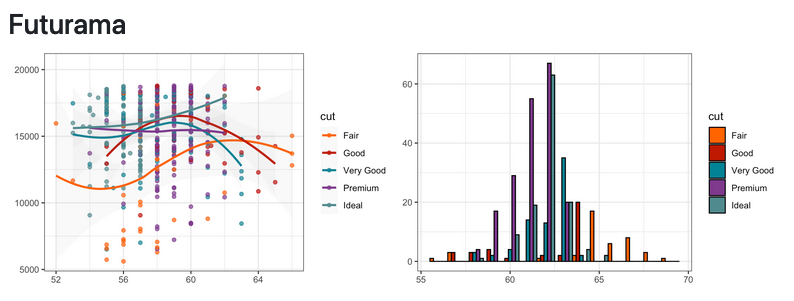 Futurama
20000
15000
10000
5000
52
56
60
64
cut
Fair
Good
Very Good
Premium
Ideal
60
40
20
0
55
60
65
70
cut
Fair
Good
Very Good
Premium
Ideal